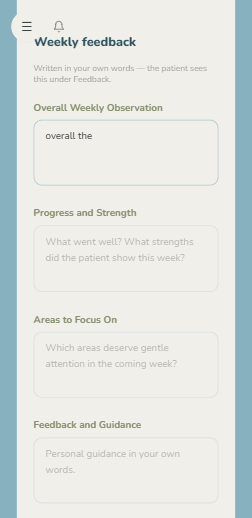 Weekly feedback
Written in your own words — the patient sees
this under Feedback.
Overall Weekly Observation
overall the
Progress and Strength
What went well? What strengths
did the patient show this week?
Areas to Focus On
Which areas deserve gentle
attention in the coming week?
Feedback and Guidance
Personal guidance in your own
words.